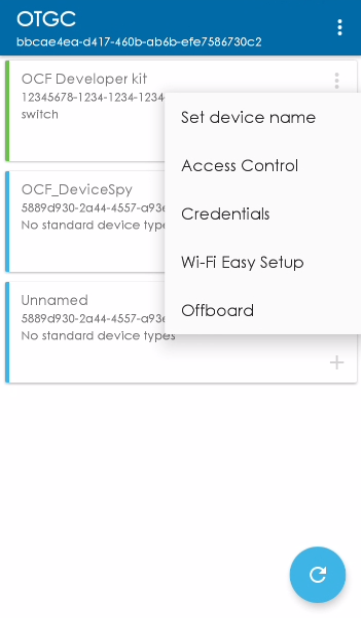 OTGC
bbcae4ea-d417-460b-ab6b-efe7586730c2
OCF Developer kit
12345678-1234-1234-1234-
switch
Set device name
Access Control
Credentials
Wi-Fi Easy Setup
Offboard
OCF_DeviceSpy
5889d930-2a44-4557-a93e
No standard device type
Unnamed
5889d930-2a44-4557-a93e
No standard device types